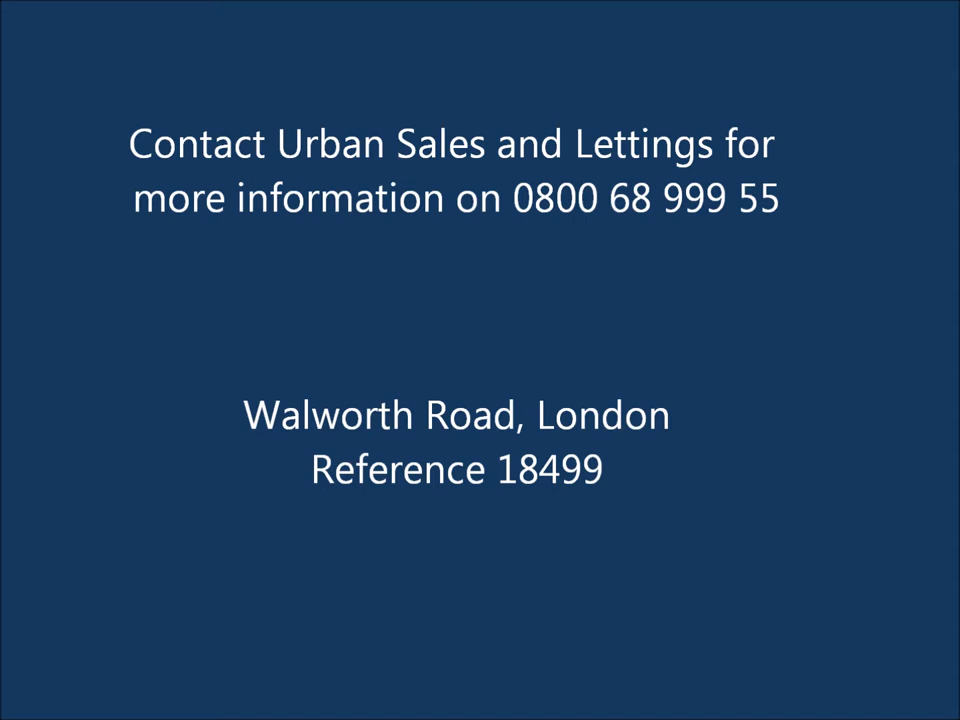 Contact Urban Sales and Lettings for
more information on 0800 68 999 55
Walworth Road, London
Reference 18499